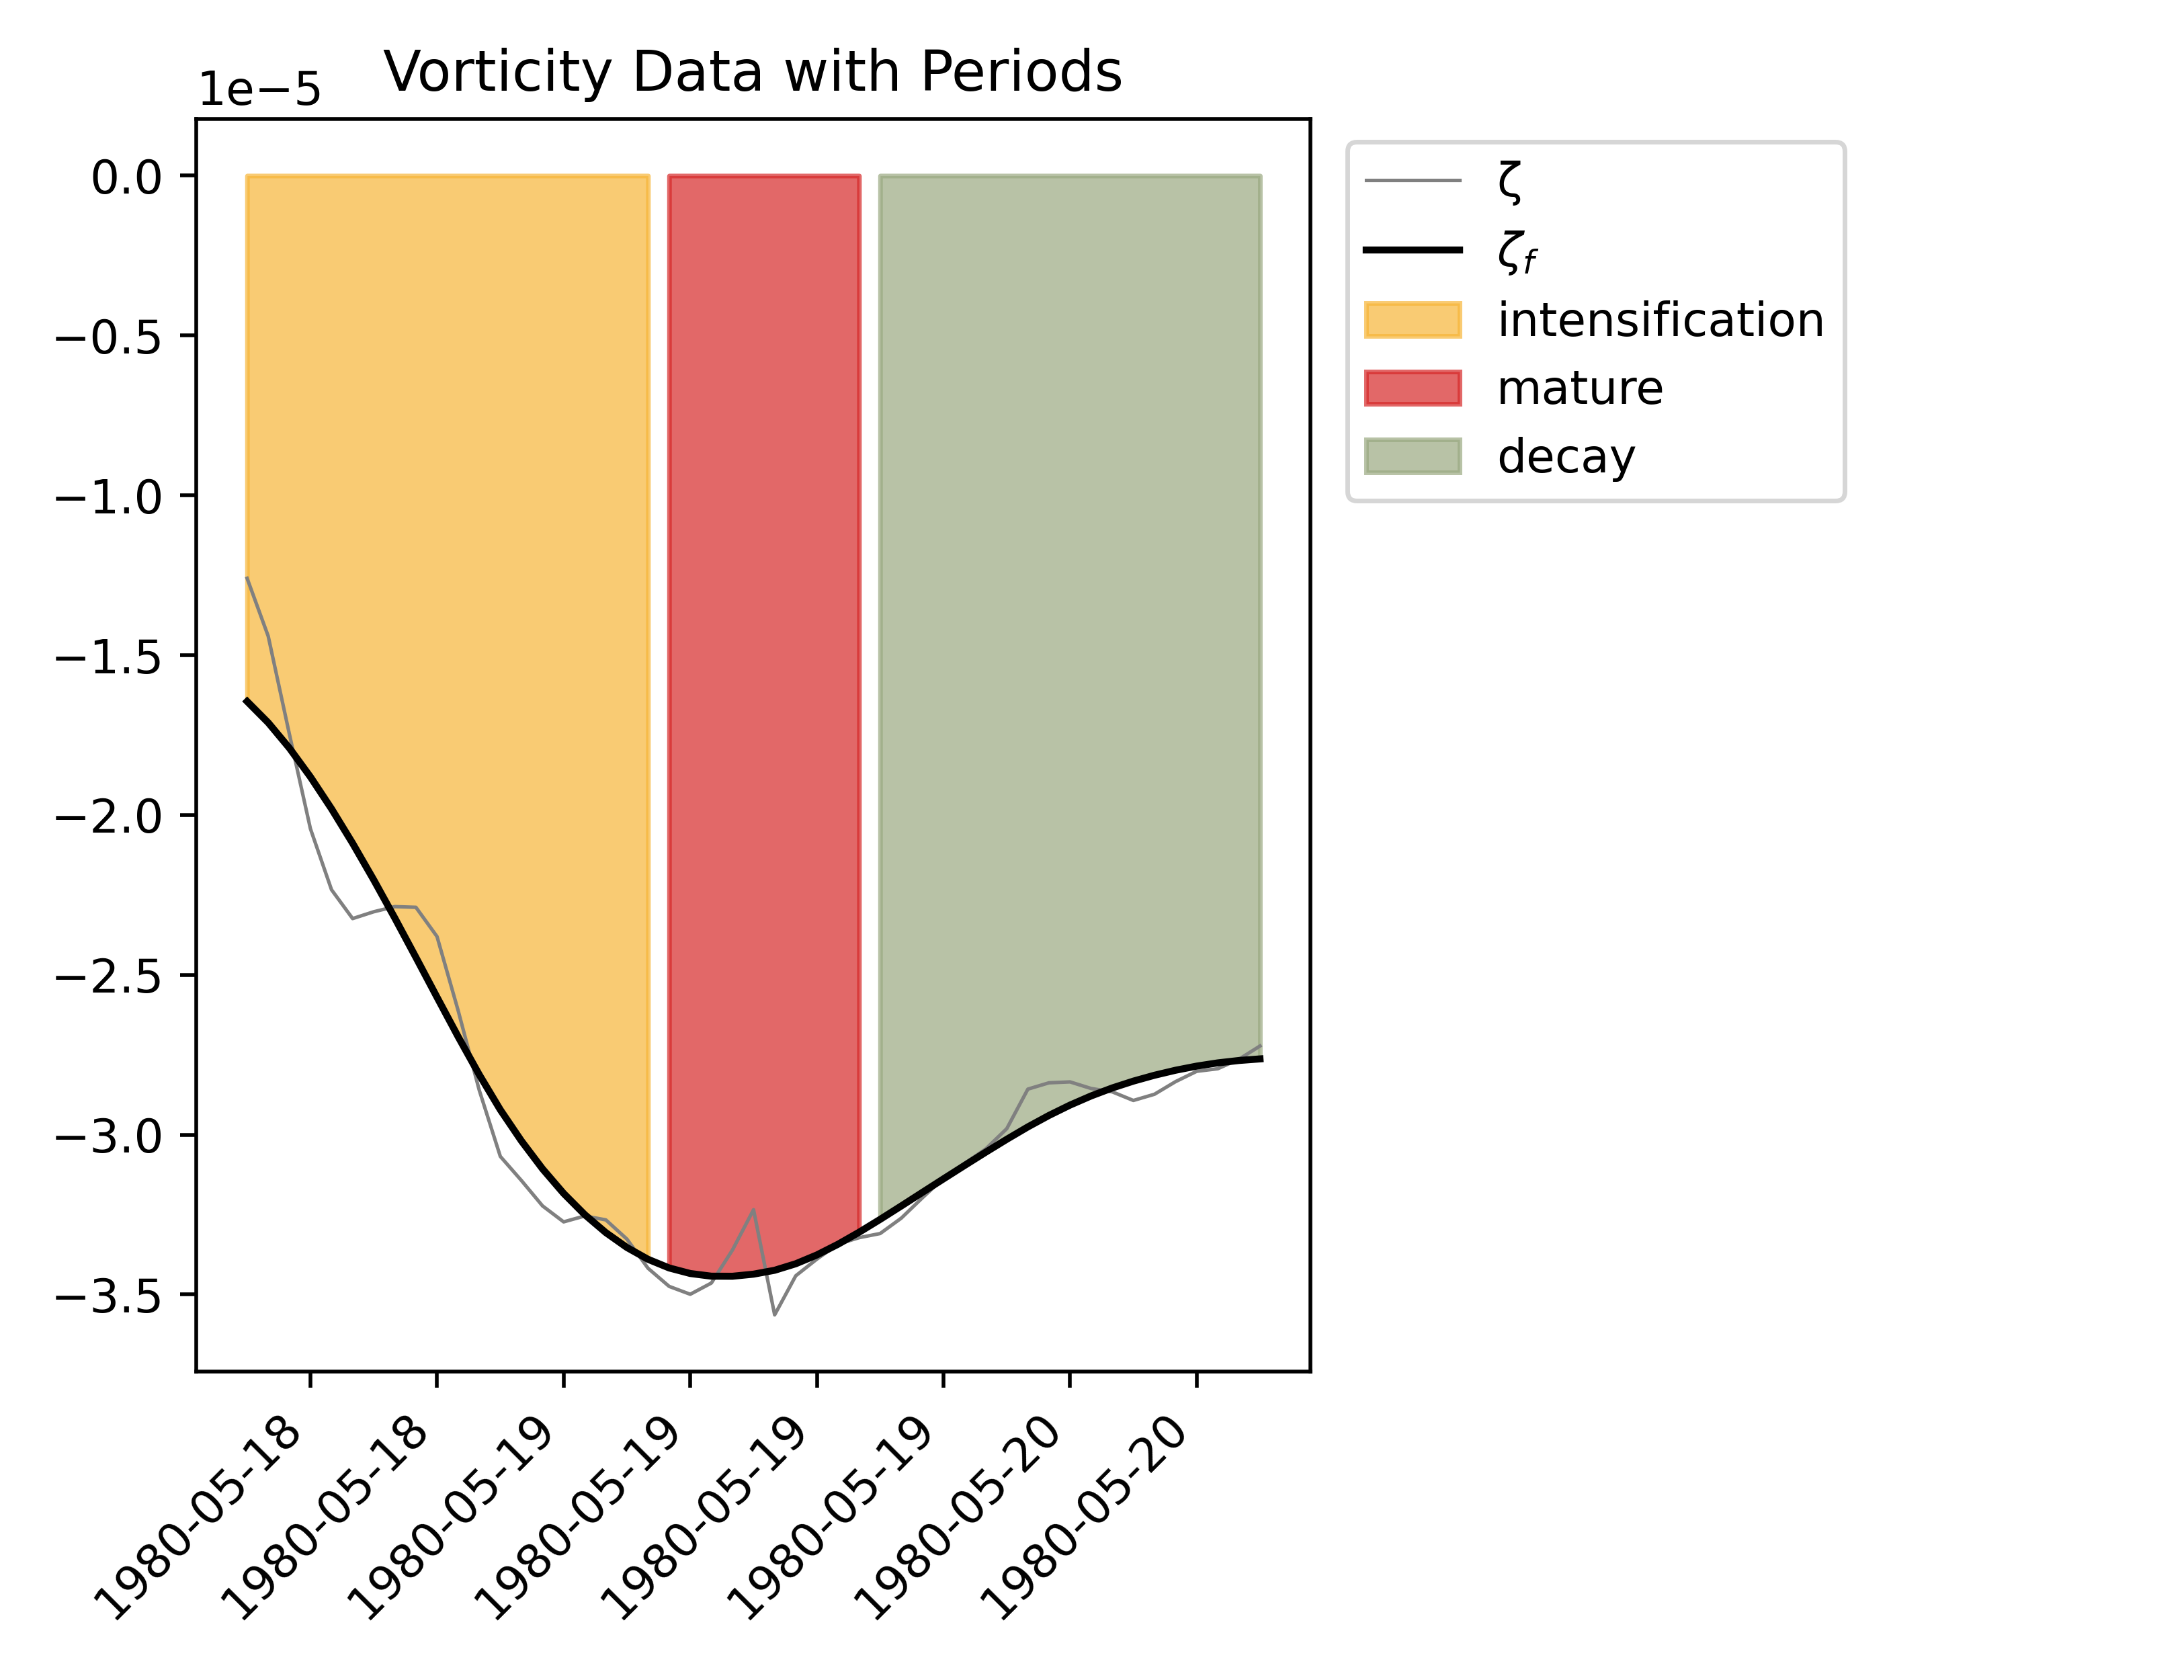 Vorticity Data with Periods
1e−5
0.0
−0.5
−1.0
−1.5
−2.0
−2.5
−3.0
−3.5
1980-05-18
1980-05-18
1980-05-19
1980-05-19
1980-05-19
1980-05-19
1980-05-20
1980-05-20
ζ
ζf
intensification
mature
decay